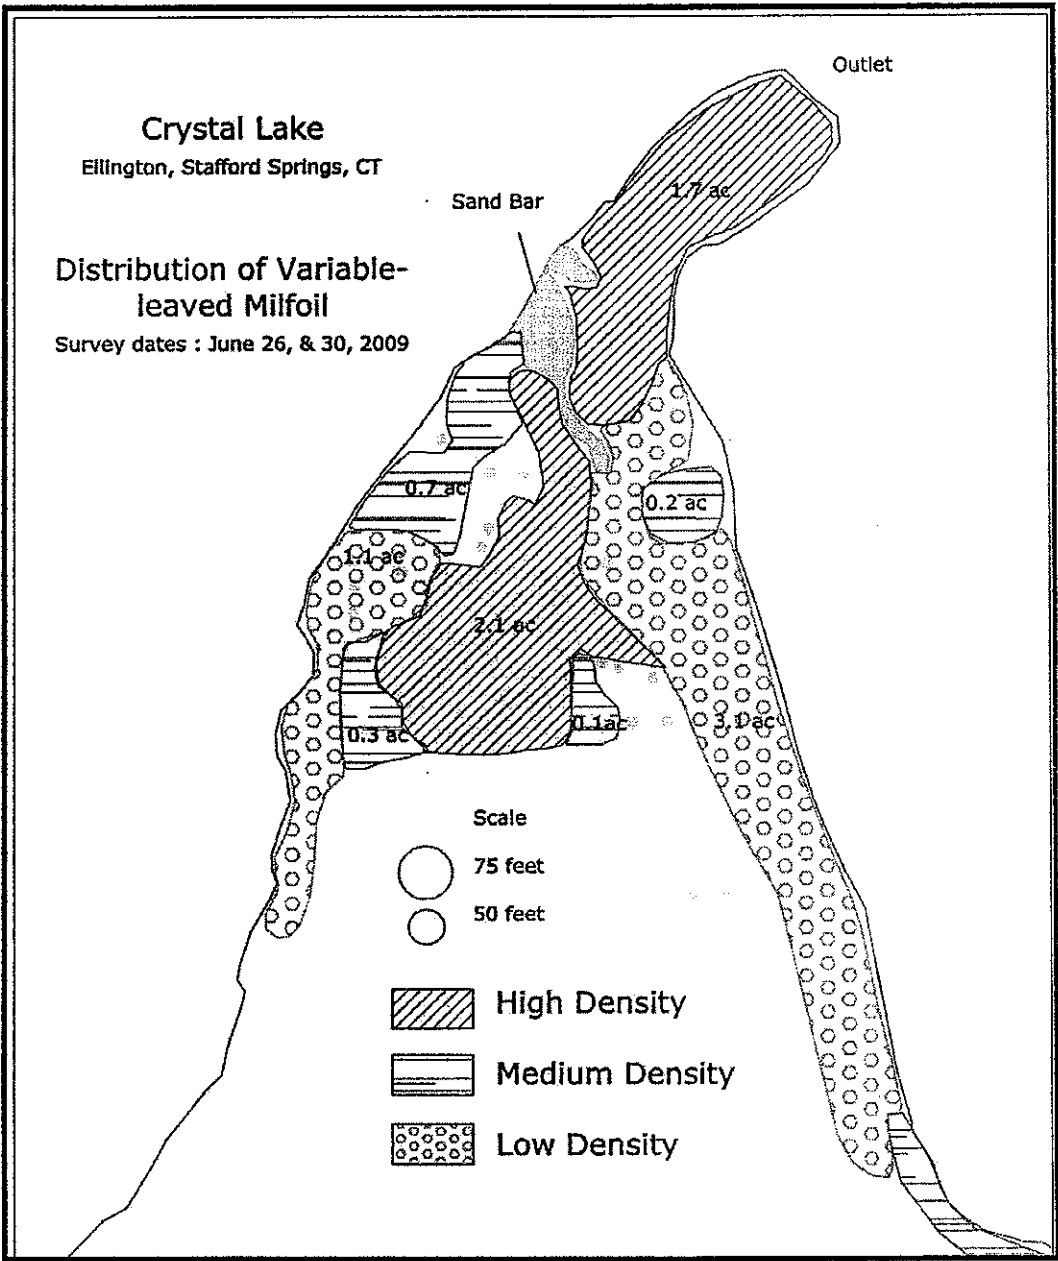 Outlet
Crystal Lake
Ellington, Stafford Springs, CT
Sand Bar
Distribution of Variable-
leaved Milfoil
Survey dates : June 26, & 30, 2009
1.7 ac
0.7 ac
0.2 ac
1.1 ac
2.1 ac
0.3 ac
0.1ac
3.1 ac
Scale
75 feet
50 feet
High Density
Medium Density
Low Density